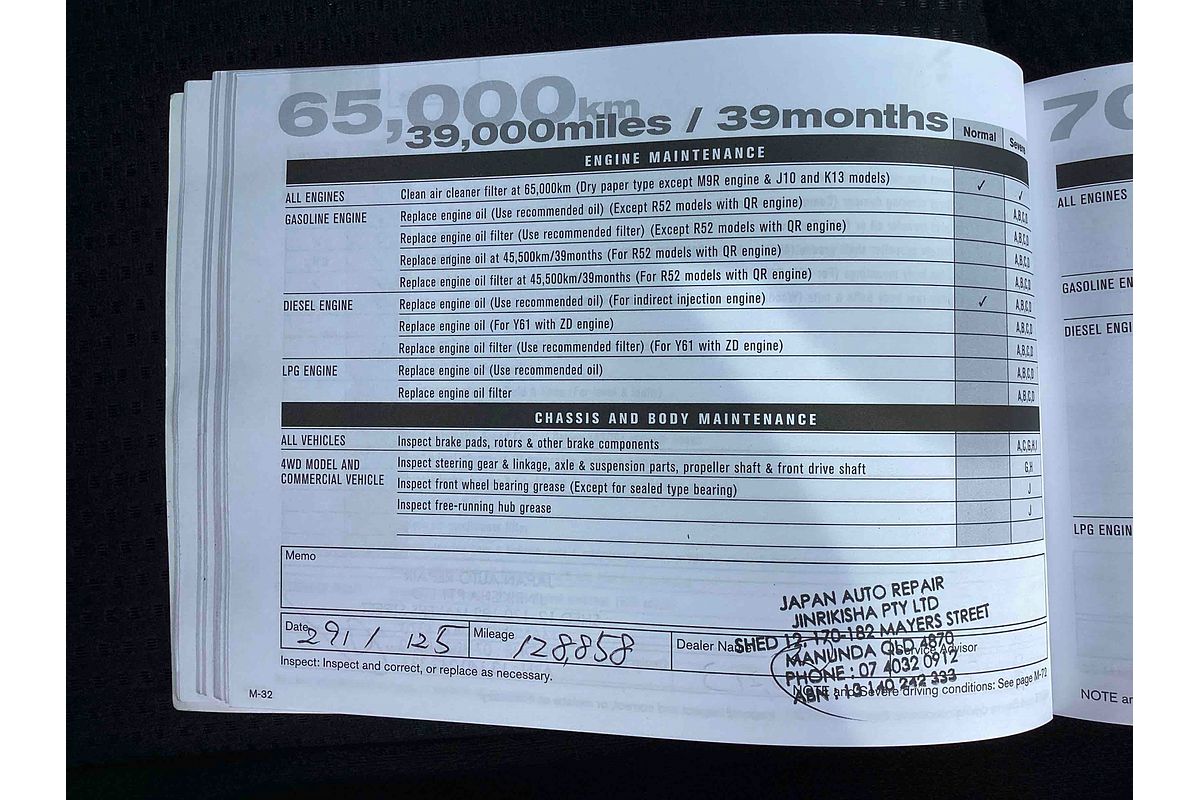 65,000km
39,000miles / 39months
Normal Severe
ENGINE MAINTENANCE
ALL ENGINES Clean air cleaner filter at 65,000km (Dry paper type except M9R engine & J10 and K13 models) ✓ ✓
GASOLINE ENGINE Replace engine oil (Use recommended oil) (Except R52 models with QR engine) A,B,C,D
Replace engine oil filter (Use recommended filter) (Except R52 models with QR engine) A,B,C,D
Replace engine oil at 45,500km/39months (For R52 models with QR engine) A,B,C,D
Replace engine oil filter at 45,500km/39months (For R52 models with QR engine) A,B,C,D
DIESEL ENGINE Replace engine oil (Use recommended oil) (For indirect injection engine) ✓ A,B,C,D
Replace engine oil (For Y61 with ZD engine) A,B,C,D
Replace engine oil filter (Use recommended filter) (For Y61 with ZD engine) A,B,C,D
LPG ENGINE Replace engine oil (Use recommended oil) A,B,C,D
Replace engine oil filter A,B,C,D
CHASSIS AND BODY MAINTENANCE
ALL VEHICLES Inspect brake pads, rotors & other brake components A,C,G,H,I
4WD MODEL AND COMMERCIAL VEHICLE Inspect steering gear & linkage, axle & suspension parts, propeller shaft & front drive shaft G,H
Inspect front wheel bearing grease (Except for sealed type bearing) J
Inspect free-running hub grease J
Memo
JAPAN AUTO REPAIR
JINRIKISHA PTY LTD
SHED 12, 170-182 MAYERS STREET
MANUNDA QLD 4870
PHONE : 07 4032 0912
ABN : 13 140 242 333
Date 291 / 125 Mileage 128,858 Dealer Name Service Advisor
Inspect: Inspect and correct, or replace as necessary.
NOTE and Severe driving conditions: See page M-72
M-32
70
ALL ENGINES
GASOLINE EN
DIESEL ENGI
LPG ENGIN
NOTE an